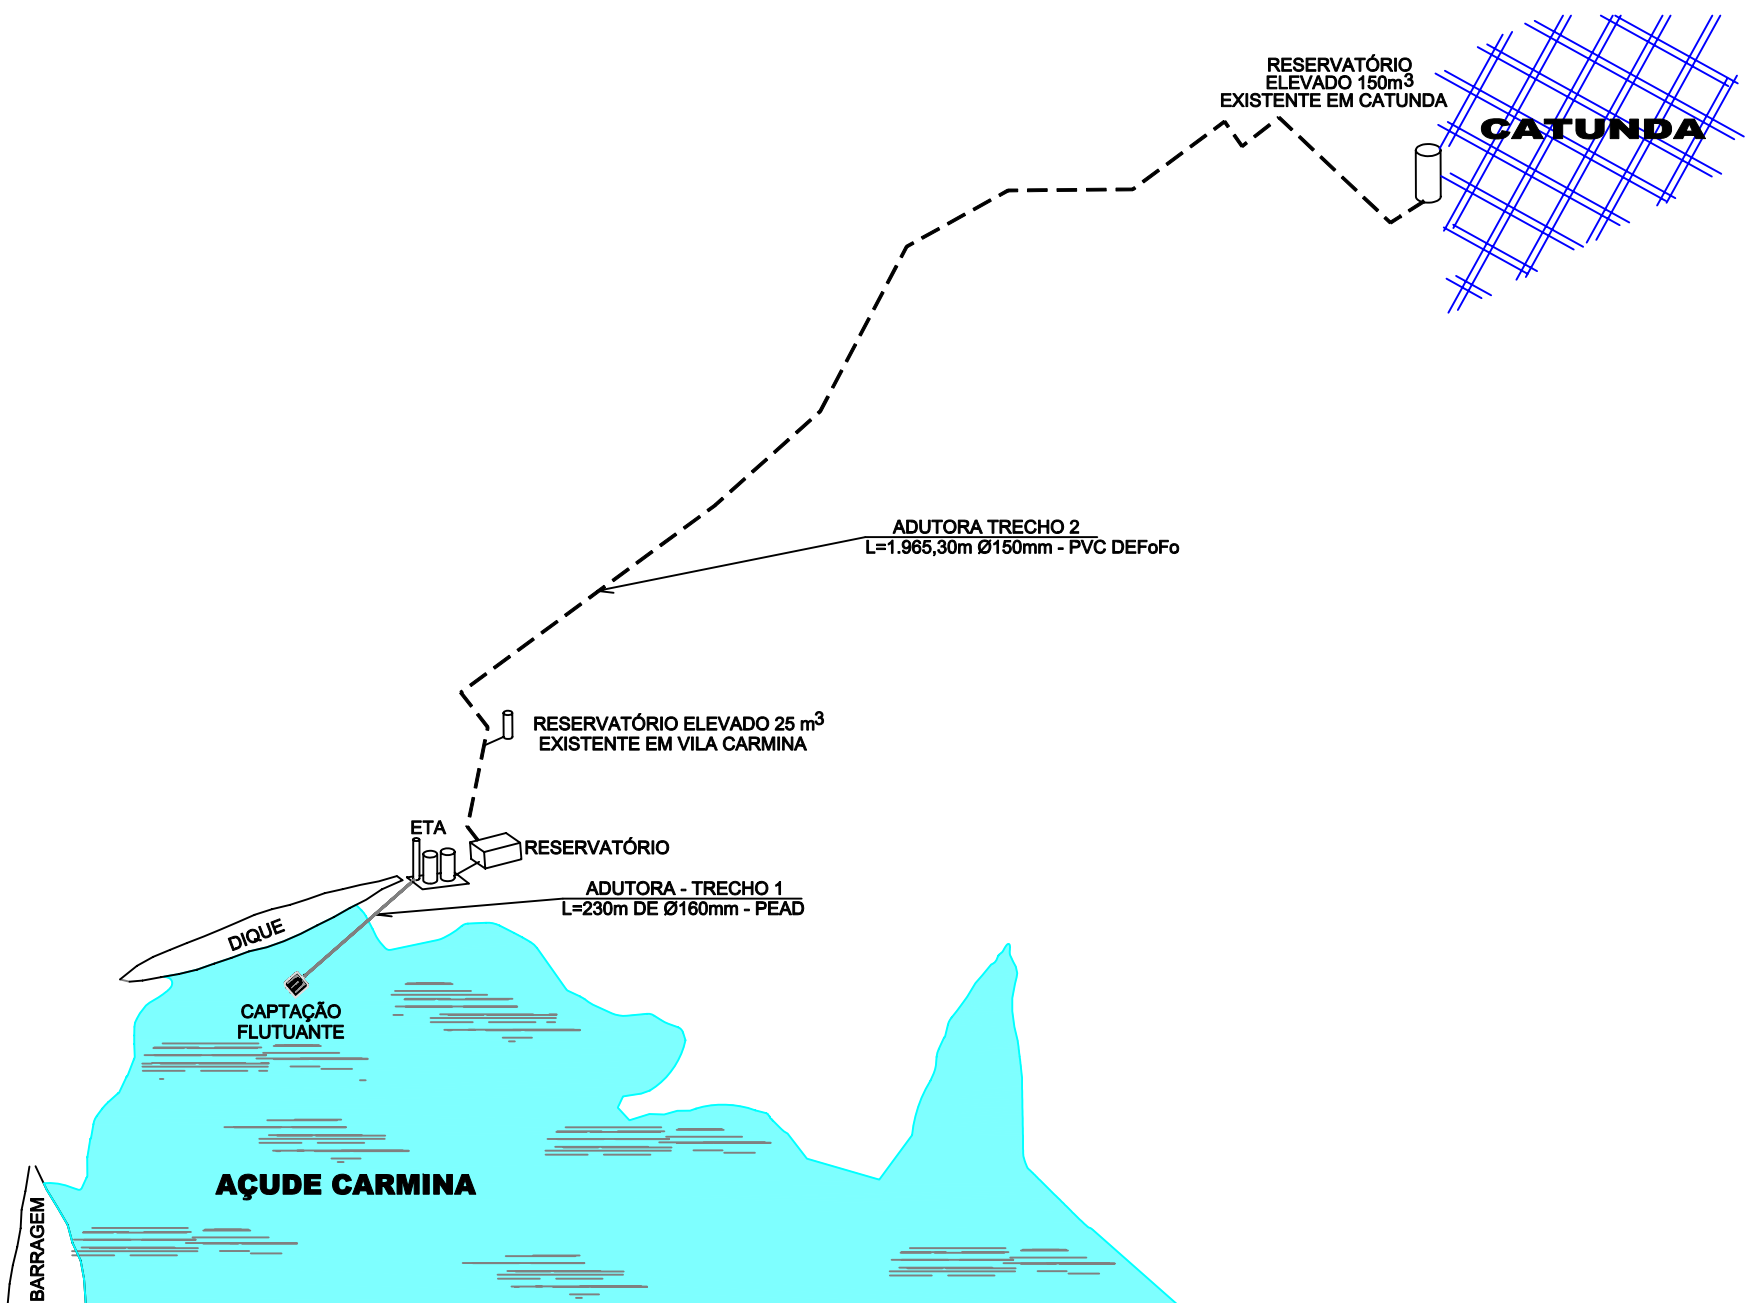 RESERVATÓRIO
ELEVADO 150m³
EXISTENTE EM CATUNDA
CATUNDA
ADUTORA TRECHO 2
L=1.965,30m Ø150mm - PVC DEFoFo
RESERVATÓRIO ELEVADO 25 m³
EXISTENTE EM VILA CARMINA
ETA
RESERVATÓRIO
ADUTORA - TRECHO 1
L=230m DE Ø160mm - PEAD
DIQUE
CAPTAÇÃO
FLUTUANTE
AÇUDE CARMINA
BARRAGEM